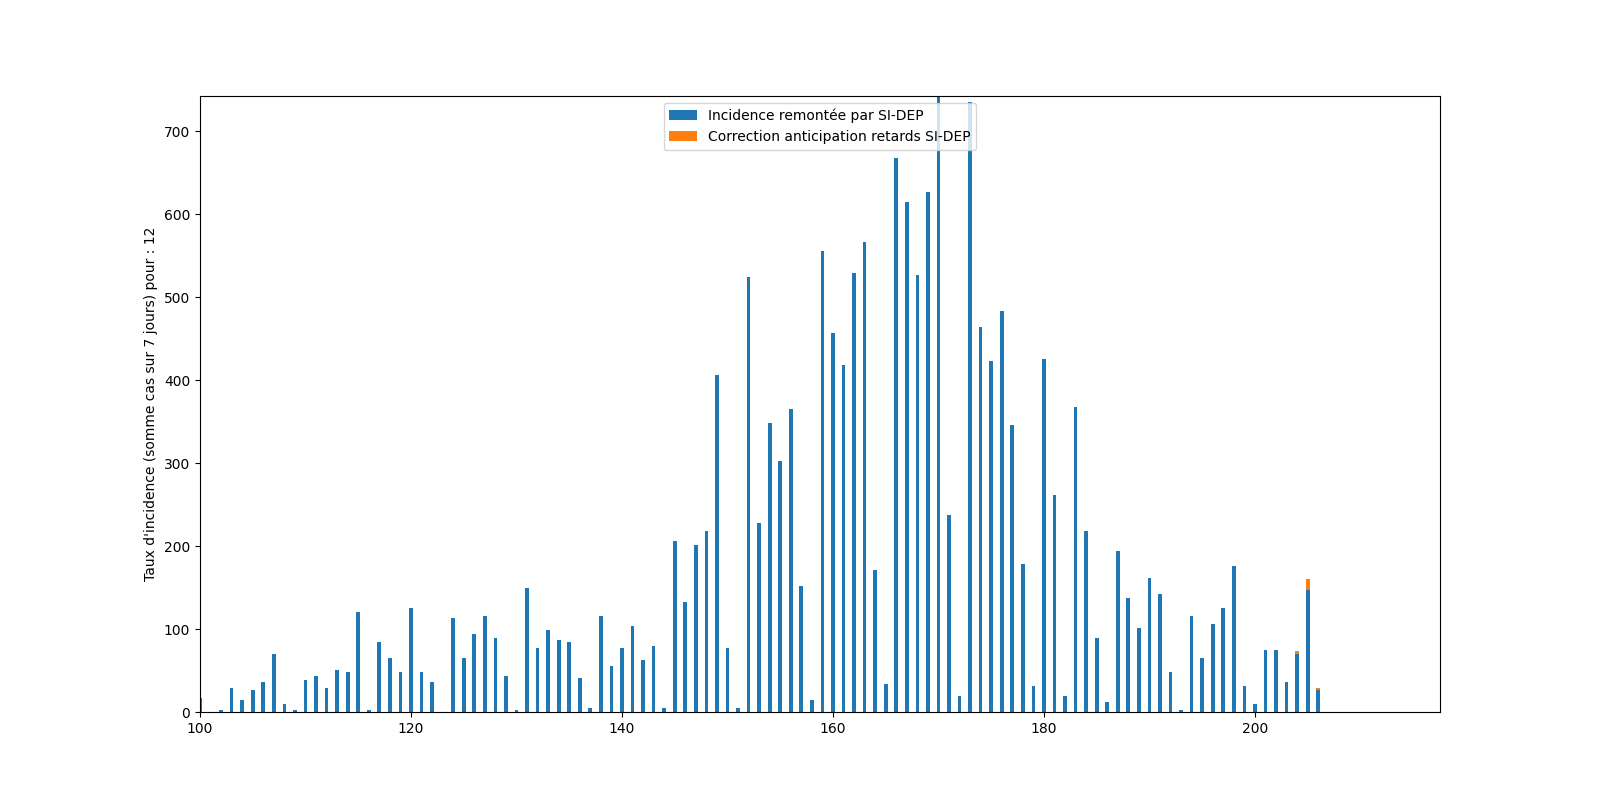 Incidence remontée par SI-DEP
Correction anticipation retards SI-DEP
Taux d'incidence (somme cas sur 7 jours) pour : 12
700
600
500
400
300
200
100
0
100 120 140 160 180 200